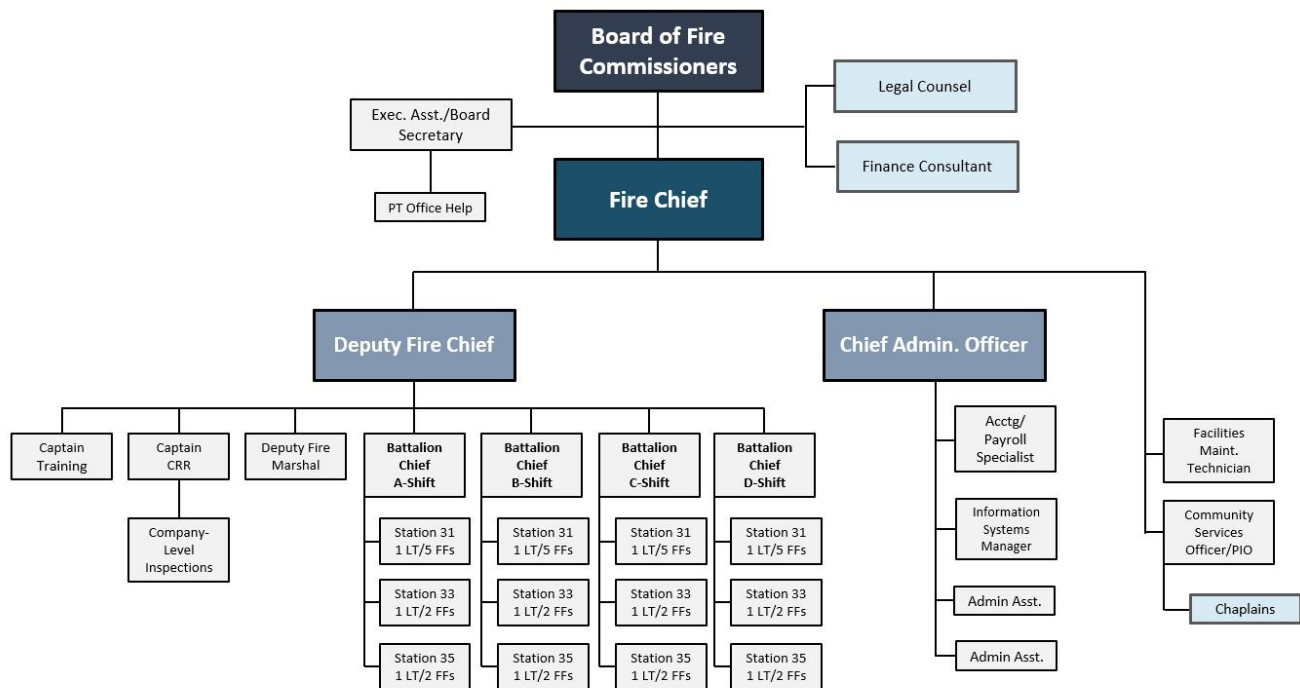 Board of Fire
Commissioners
Legal Counsel
Exec. Asst./Board
Secretary
Finance Consultant
PT Office Help
Fire Chief
Deputy Fire Chief
Chief Admin. Officer
Captain
Training
Captain
CRR
Company-
Level
Inspections
Deputy Fire
Marshal
Battalion
Chief
A-Shift
Station 31
1 LT/5 FFs
Station 33
1 LT/2 FFs
Station 35
1 LT/2 FFs
Battalion
Chief
B-Shift
Station 31
1 LT/5 FFs
Station 33
1 LT/2 FFs
Station 35
1 LT/2 FFs
Battalion
Chief
C-Shift
Station 31
1 LT/5 FFs
Station 33
1 LT/2 FFs
Station 35
1 LT/2 FFs
Battalion
Chief
D-Shift
Station 31
1 LT/5 FFs
Station 33
1 LT/2 FFs
Station 35
1 LT/2 FFs
Acctg/
Payroll
Specialist
Information
Systems
Manager
Admin Asst.
Admin Asst.
Facilities
Maint.
Technician
Community
Services
Officer/PIO
Chaplains